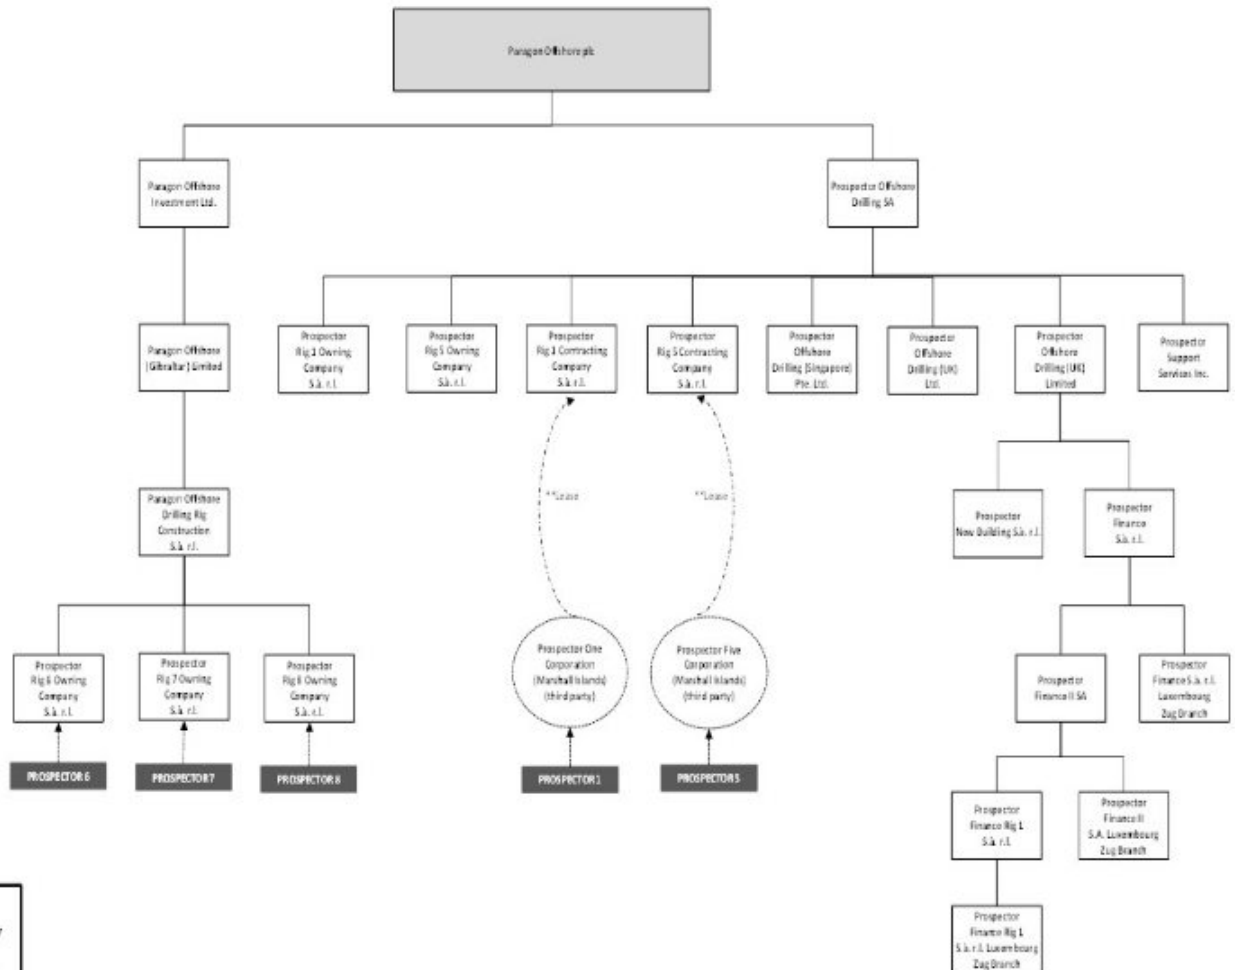 Paragon Offshore plc
Paragon Offshore
Investment Ltd.
Prospector Offshore
Drilling SA
Paragon Offshore
(Gibraltar) Limited
Prospector
Rig 1 Owning
Company
S.à. r.l.
Prospector
Rig 5 Owning
Company
S.à. r.l.
Prospector
Rig 1 Contracting
Company
S.à. r.l.
Prospector
Rig 5 Contracting
Company
S.à. r.l.
Prospector
Offshore
Drilling (Singapore)
Pte. Ltd.
Prospector
Offshore
Drilling (UK)
Ltd.
Prospector
Offshore
Drilling (UK)
Limited
Prospector
Support
Services Inc.
**Lease
**Lease
Paragon Offshore
Drilling Rig
Construction
S.à. r.l.
Prospector
New Building S.à. r.l.
Prospector
Finance
S.à. r.l.
Prospector
Rig 6 Owning
Company
S.à. r.l.
Prospector
Rig 7 Owning
Company
S.à. r.l.
Prospector
Rig 8 Owning
Company
S.à. r.l.
Prospector One
Corporation
(Marshall Islands)
(third party)
Prospector Five
Corporation
(Marshall Islands)
(third party)
Prospector
Finance II SA
Prospector
Finance S.à. r.l.
Luxembourg
Zug Branch
PROSPECTOR 6
PROSPECTOR 7
PROSPECTOR 8
PROSPECTOR 1
PROSPECTOR 5
Prospector
Finance Rig 1
S.à. r.l.
Prospector
Finance II
S.A. Luxembourg
Zug Branch
Prospector
Finance Rig 1
S.à. r.l. Luxembourg
Zug Branch